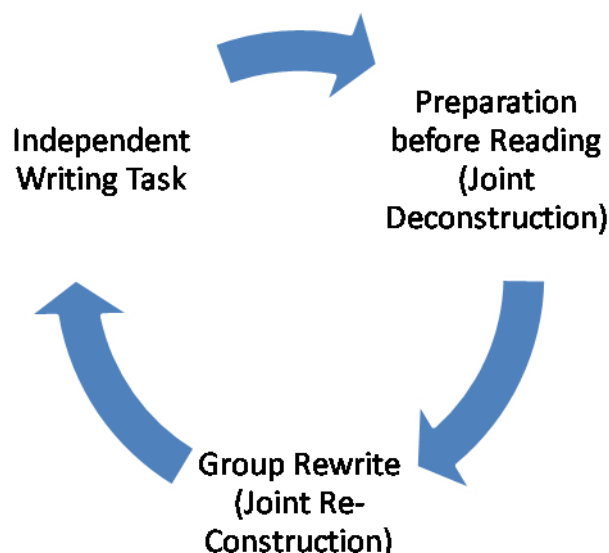 Independent
Writing Task
Preparation
before Reading
(Joint
Deconstruction)
Group Rewrite
(Joint Re-
Construction)